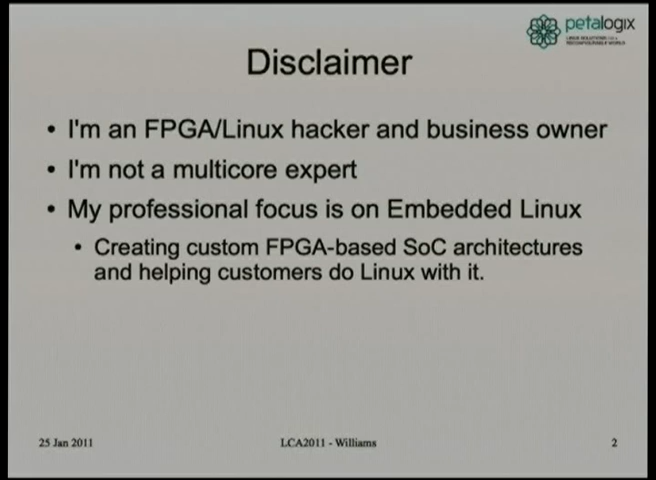 petalogix
Disclaimer
• I'm an FPGA/Linux hacker and business owner
• I'm not a multicore expert
• My professional focus is on Embedded Linux
• Creating custom FPGA-based SoC architectures
and helping customers do Linux with it.
25 Jan 2011
LCA2011 - Williams
2